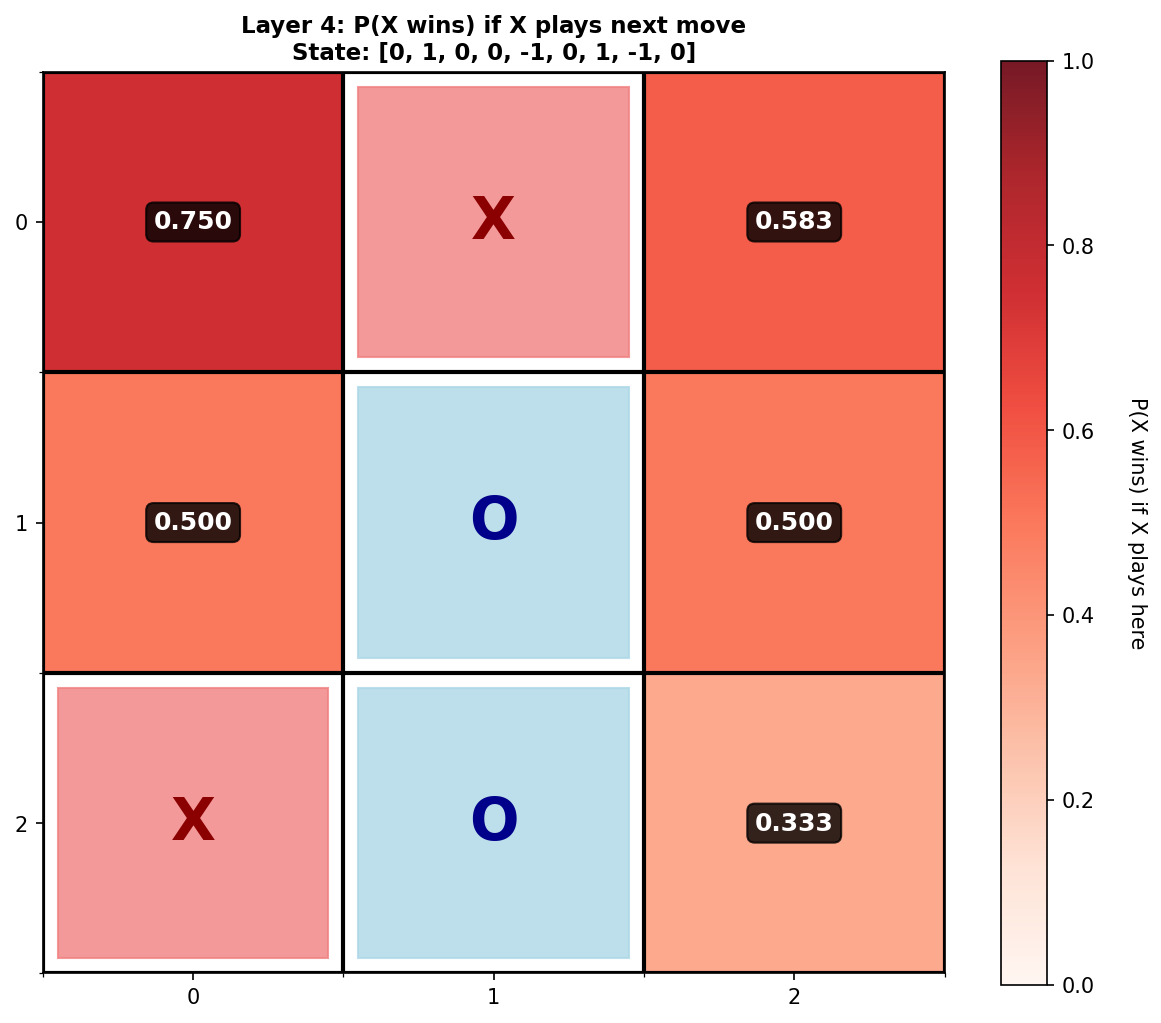 Layer 4: P(X wins) if X plays next move
State: [0, 1, 0, 0, -1, 0, 1, -1, 0]
0
0.750
X
0.583
1
0.500
O
0.500
2
X
O
0.333
0
1
2
1.0
0.8
0.6
0.4
0.2
0.0
P(X wins) if X plays here